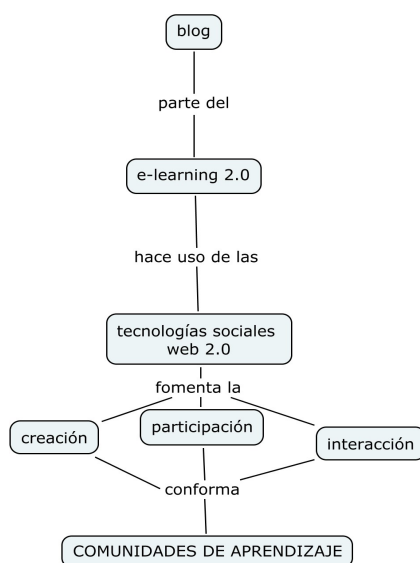 blog
parte del
e-learning 2.0
hace uso de las
tecnologías sociales
web 2.0
fomenta la
creación
participación
interacción
conforma
COMUNIDADES DE APRENDIZAJE